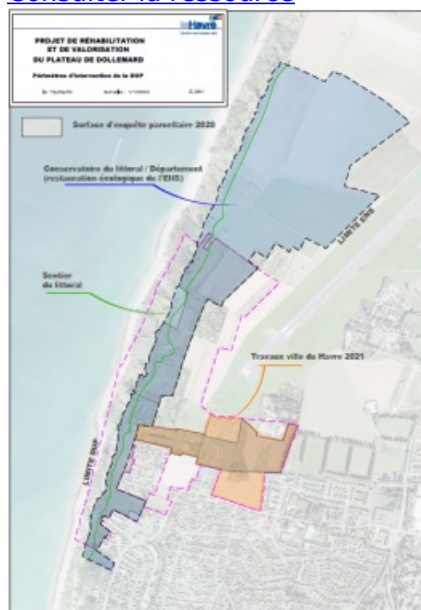 Consulter la ressource
le Havre
PROJET DE RÉHABILITATION
ET DE VALORISATION
DU PLATEAU DE DOLLEMARD
Périmètres d'intervention de la DUP
Surface d'enquête parcellaire 2020
Conservatoire du littoral / Département
(restauration écologique de l'ENS)
LIMITE ENS
Sentier
du littoral
Travaux ville du Havre 2021
LIMITE DUP